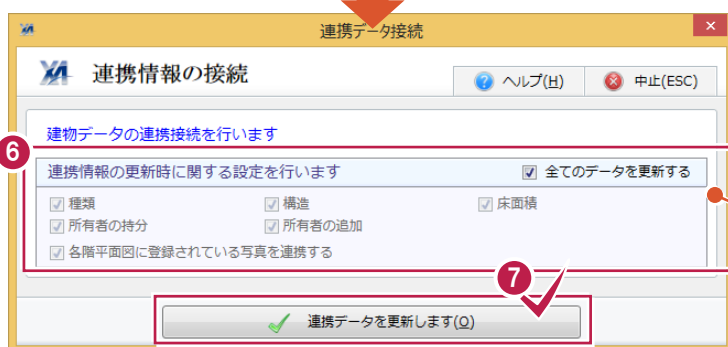 連携データ接続
XA 連携情報の接続
ヘルプ(H) 中止(ESC)
建物データの連携接続を行います
6
連携情報の更新時に関する設定を行います 全てのデータを更新する
種類 構造 床面積
所有者の持分 所有者の追加
各階平面図に登録されている写真を連携する
7
連携データを更新します(O)